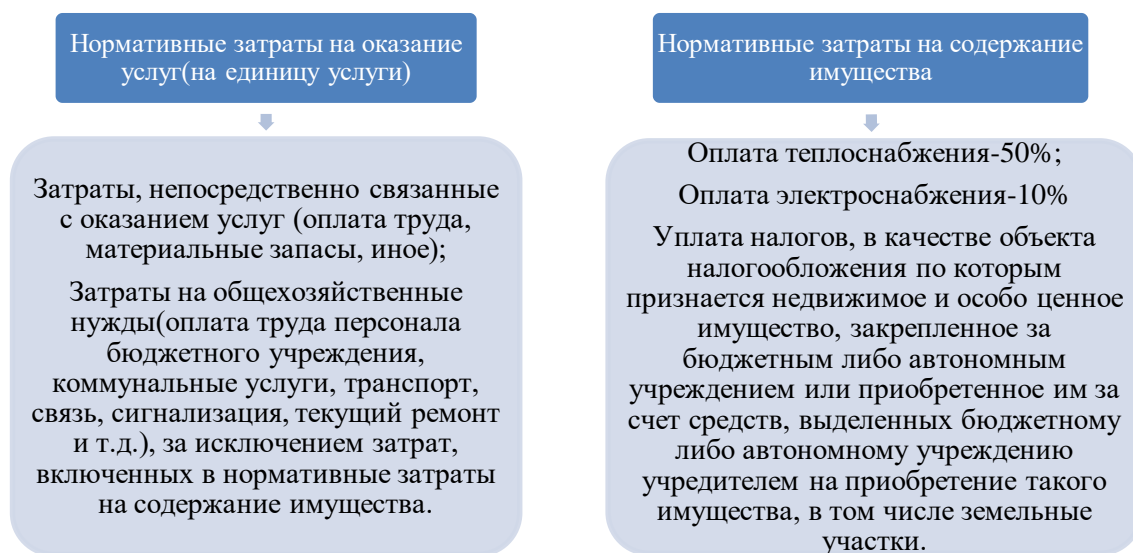 Нормативные затраты на оказание
услуг(на единицу услуги)
Затраты, непосредственно связанные
с оказанием услуг (оплата труда,
материальные запасы, иное);
Затраты на общехозяйственные
нужды(оплата труда персонала
бюджетного учреждения,
коммунальные услуги, транспорт,
связь, сигнализация, текущий ремонт
и т.д.), за исключением затрат,
включенных в нормативные затраты
на содержание имущества.
Нормативные затраты на содержание
имущества
Оплата теплоснабжения-50%;
Оплата электроснабжения-10%
Уплата налогов, в качестве объекта
налогообложения по которым
признается недвижимое и особо ценное
имущество, закрепленное за
бюджетным либо автономным
учреждением или приобретенное им за
счет средств, выделенных бюджетному
либо автономному учреждению
учредителем на приобретение такого
имущества, в том числе земельные
участки.